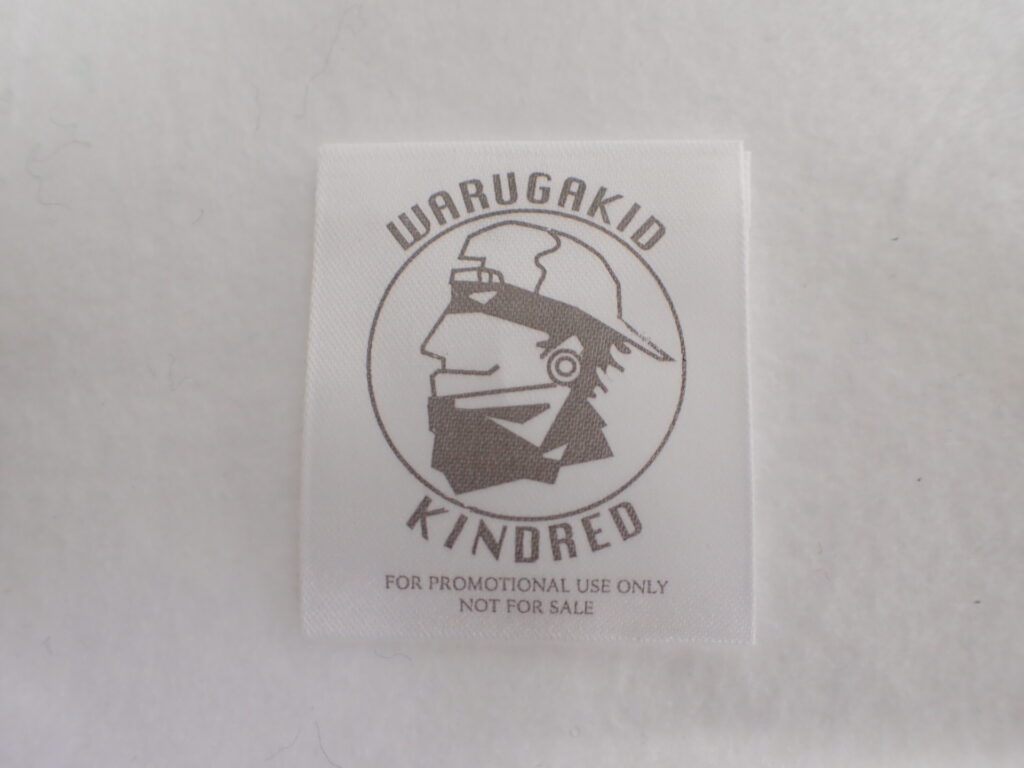 WARUGAKID
KINDRED
FOR PROMOTIONAL USE ONLY
NOT FOR SALE